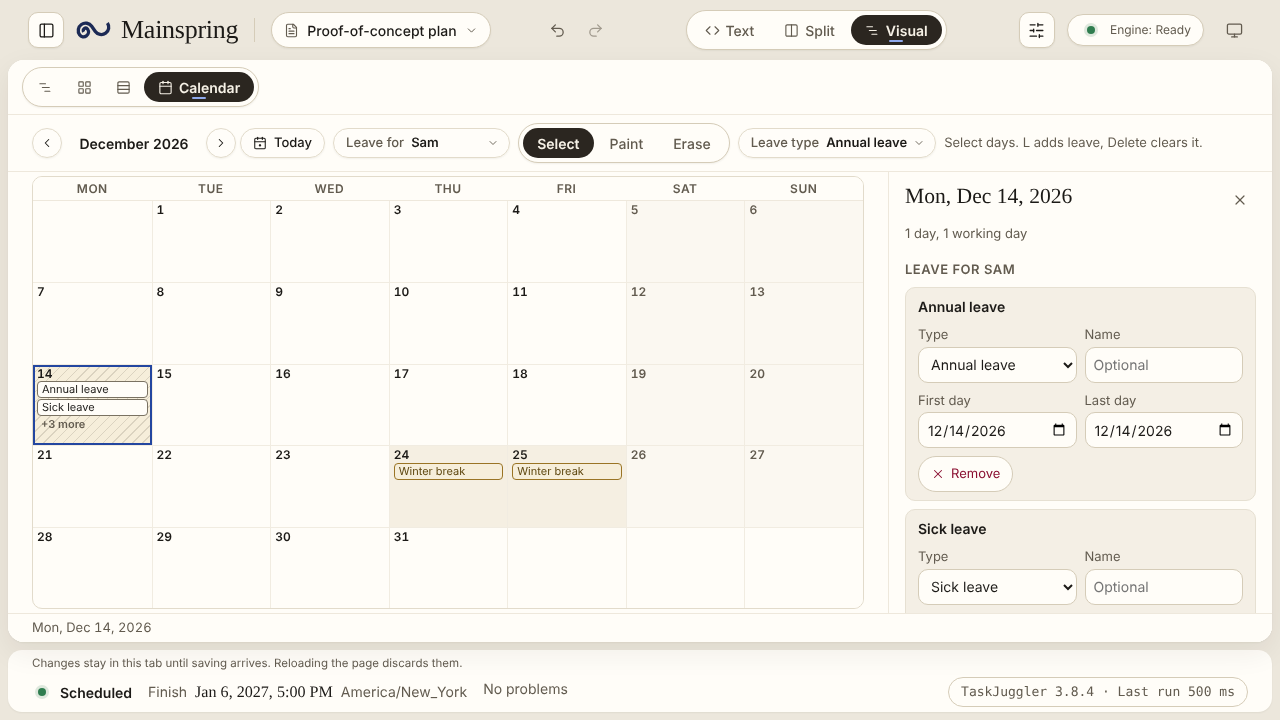 Mainspring
Proof-of-concept plan
Text
Split
Visual
Engine: Ready
Calendar
December 2026
Today
Leave for Sam
Select
Paint
Erase
Leave type Annual leave
Select days. L adds leave, Delete clears it.
MON TUE WED THU FRI SAT SUN
1 2 3 4 5 6
7 8 9 10 11 12 13
14 15 16 17 18 19 20
Annual leave
Sick leave
+3 more
21 22 23 24 25 26 27
Winter break Winter break
28 29 30 31
Mon, Dec 14, 2026
1 day, 1 working day
LEAVE FOR SAM
Annual leave
Type Name
Annual leave Optional
First day Last day
12/14/2026 12/14/2026
Remove
Sick leave
Type Name
Sick leave Optional
Mon, Dec 14, 2026
Changes stay in this tab until saving arrives. Reloading the page discards them.
Scheduled Finish Jan 6, 2027, 5:00 PM America/New_York No problems
TaskJuggler 3.8.4 · Last run 500 ms